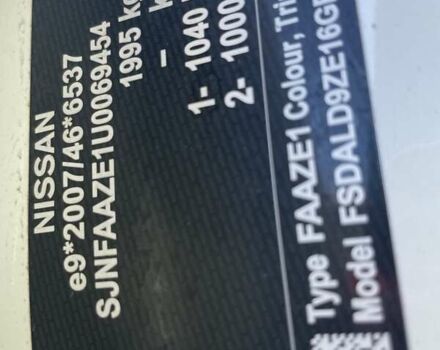 NISSAN
e9*2007/46*6537
SJNFAAZE1U0069454
1995 kg
–
1- 1040
2- 1000
Type FAAZE1 Colour, Tri
Model FSDALD9ZE16G